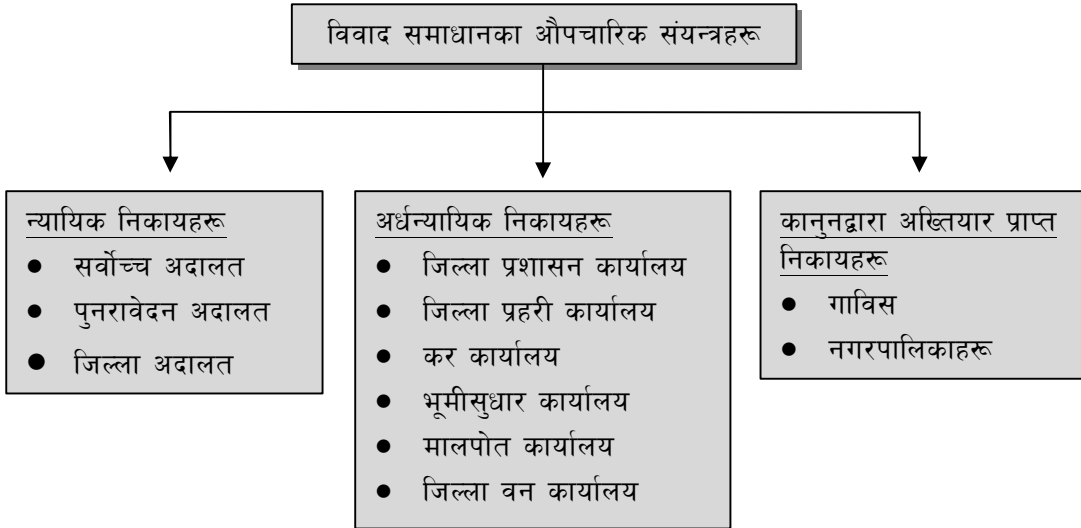 विवाद समाधानका औपचारिक संयन्त्रहरू
न्यायिक निकायहरू
● सर्वोच्च अदालत
● पुनरावेदन अदालत
● जिल्ला अदालत
अर्धन्यायिक निकायहरू
● जिल्ला प्रशासन कार्यालय
● जिल्ला प्रहरी कार्यालय
● कर कार्यालय
● भूमीसुधार कार्यालय
● मालपोत कार्यालय
● जिल्ला वन कार्यालय
कानुनद्वारा अख्तियार प्राप्त
निकायहरू
● गाविस
● नगरपालिकाहरू